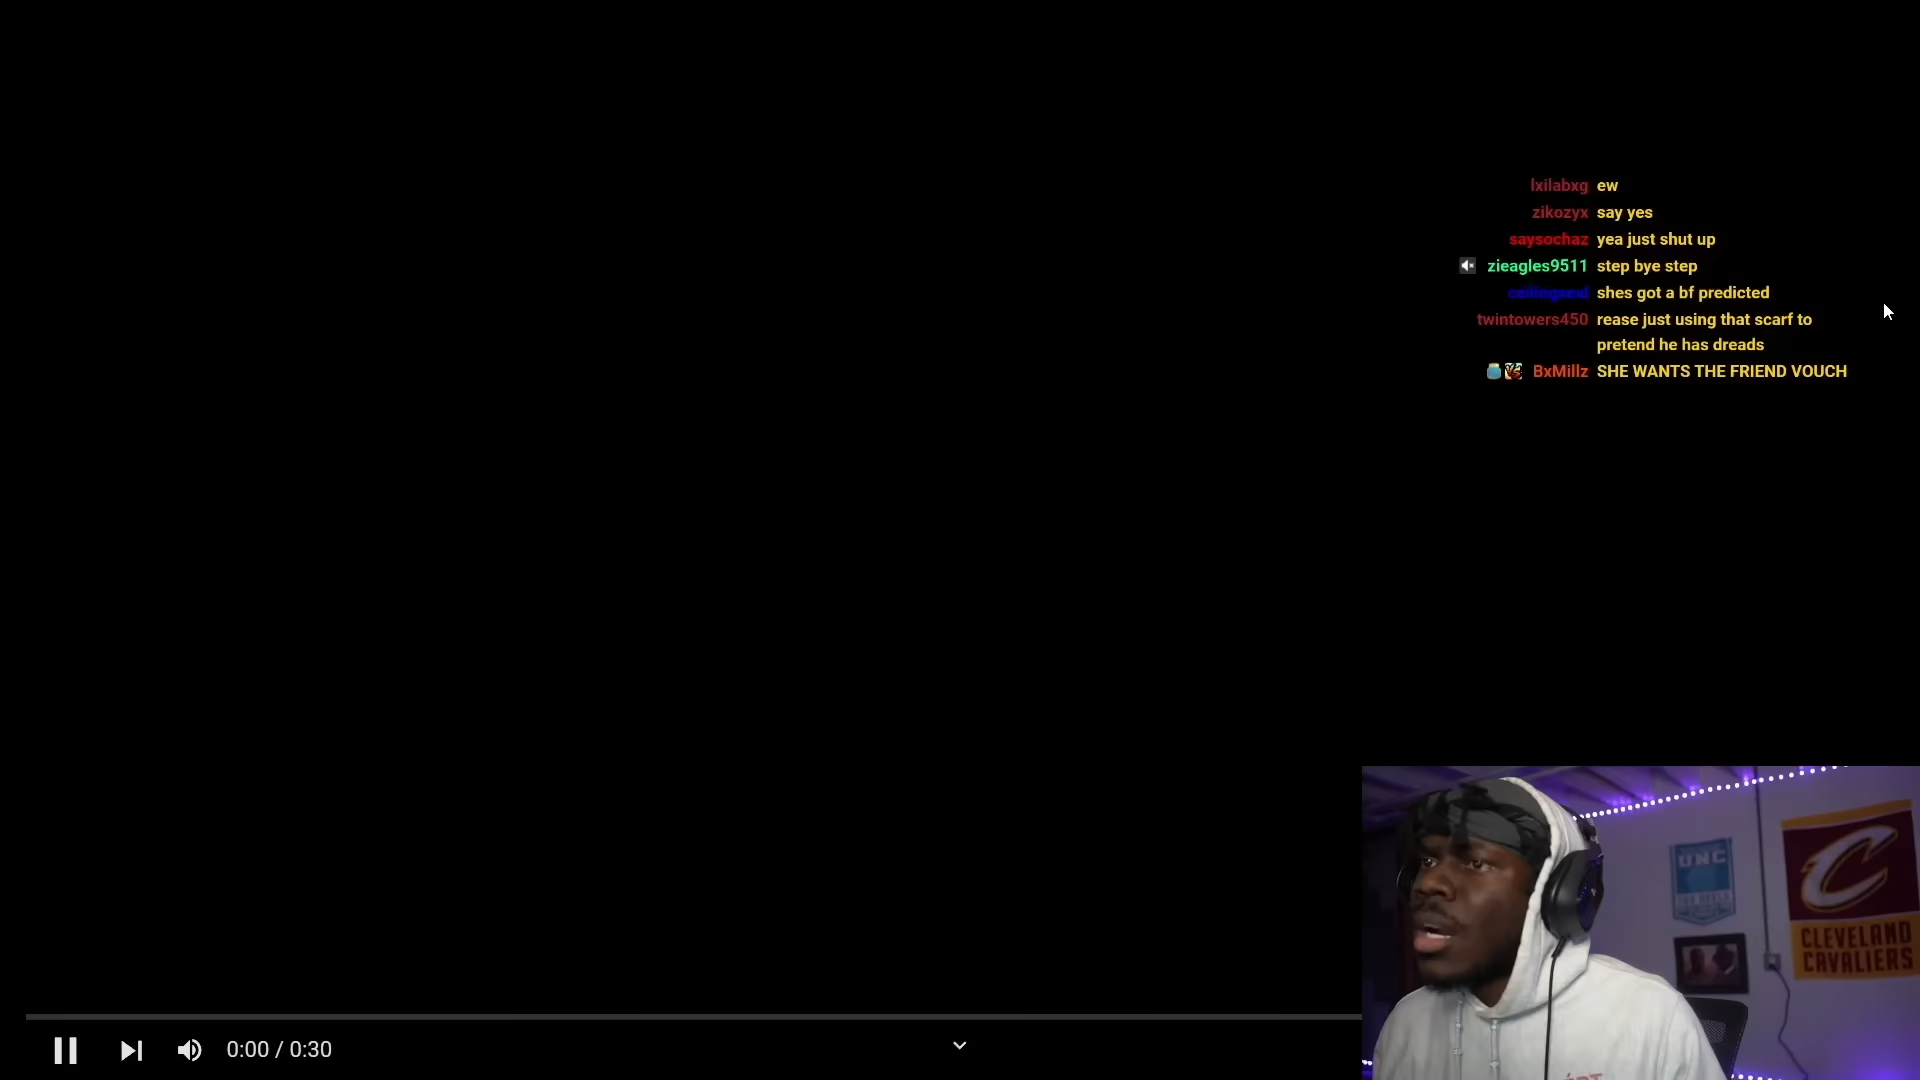 lxilabxg ew
zikozyx say yes
saysochaz yea just shut up
zieagles9511 step bye step
shes got a bf predicted
twintowers450 rease just using that scarf to
pretend he has dreads
BxMillz SHE WANTS THE FRIEND VOUCH
UNC
C
CLEVELAND
CAVALIERS
0:00 / 0:30